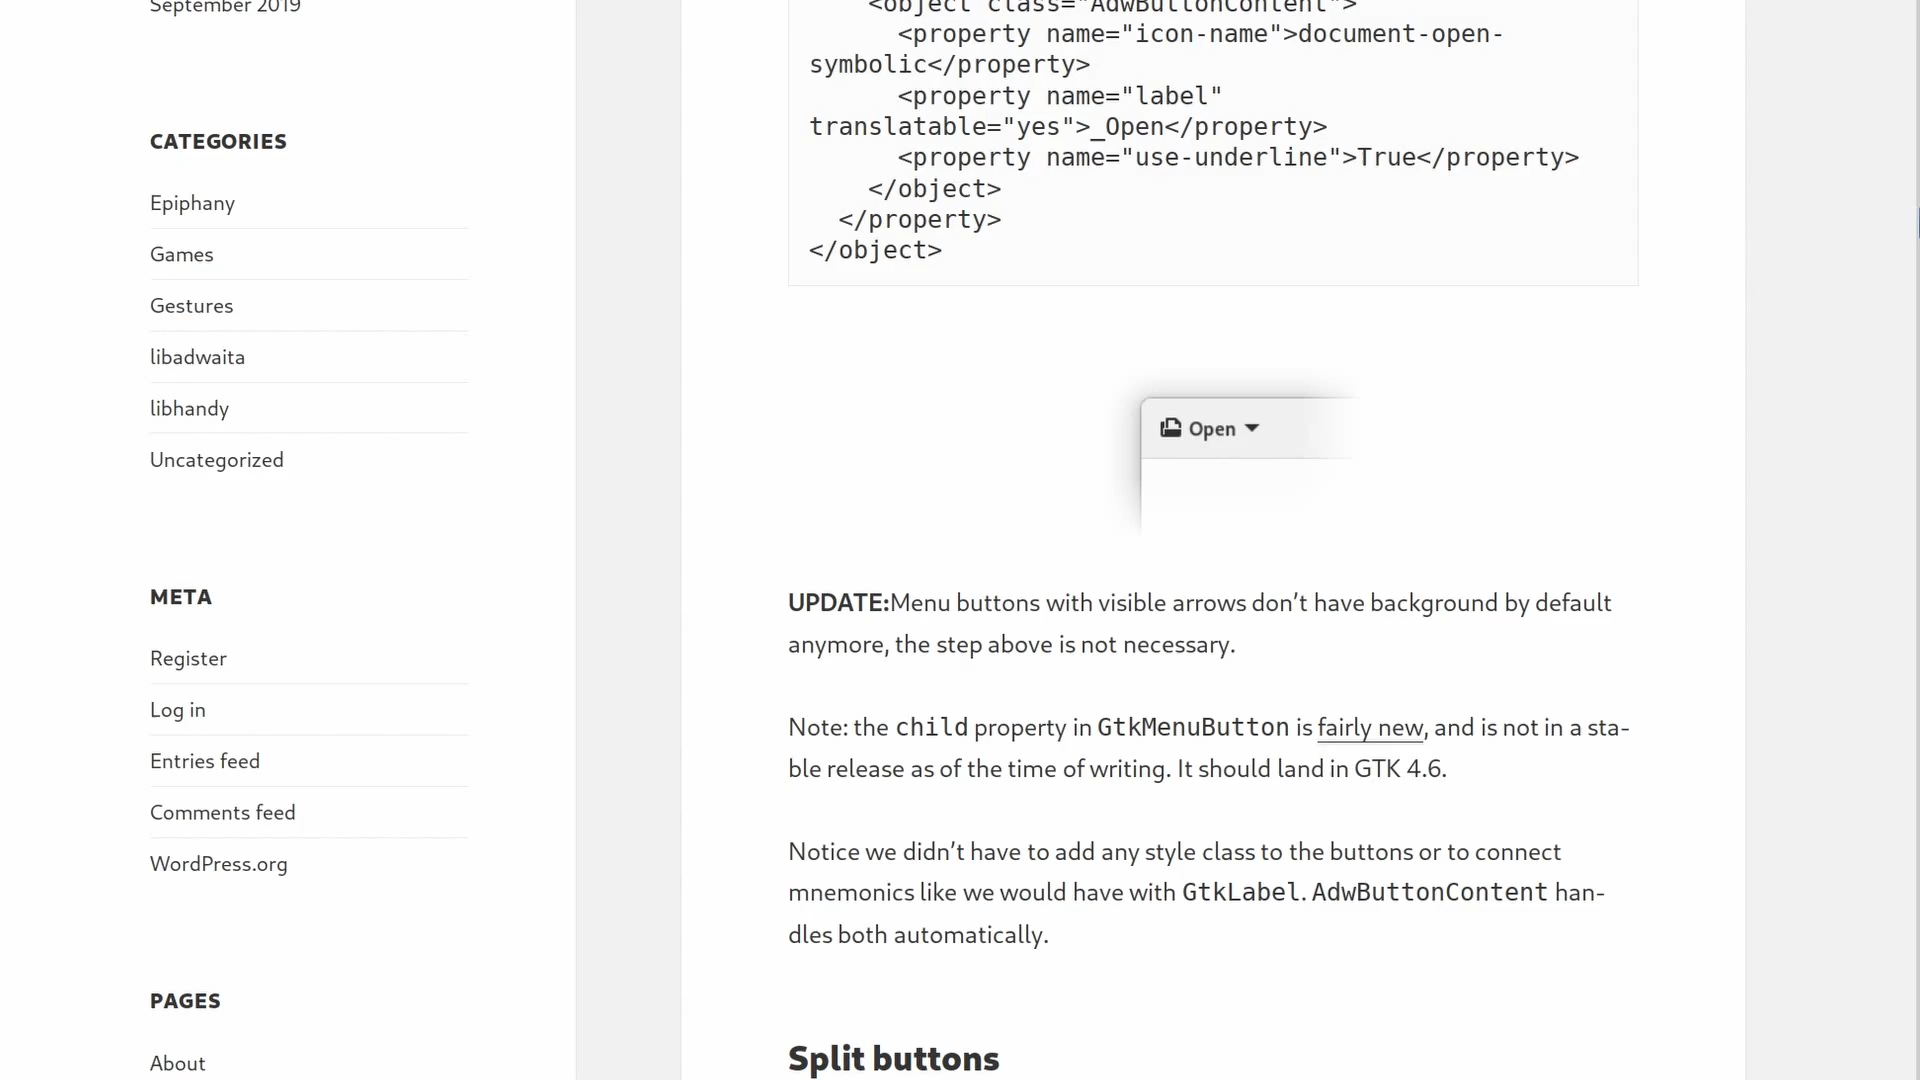 September 2019
CATEGORIES
Epiphany
Games
Gestures
libadwaita
libhandy
Uncategorized
META
Register
Log in
Entries feed
Comments feed
WordPress.org
PAGES
About
<object class="AdwButtonContent">
<property name="icon-name">document-open-
symbolic</property>
<property name="label"
translatable="yes">_Open</property>
<property name="use-underline">True</property>
</object>
</property>
</object>
Open
UPDATE:Menu buttons with visible arrows don’t have background by default
anymore, the step above is not necessary.
Note: the child property in GtkMenuButton is fairly new, and is not in a sta-
ble release as of the time of writing. It should land in GTK 4.6.
Notice we didn’t have to add any style class to the buttons or to connect
mnemonics like we would have with GtkLabel. AdwButtonContent han-
dles both automatically.
Split buttons